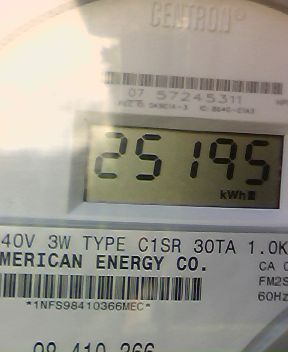 CENTRON®
07 57245311
25195
kWh
40V 3W TYPE C1SR 30TA 1.0K
MERICAN ENERGY CO.
CA 0
FM2S
60Hz
*1NFS98410366MEC*